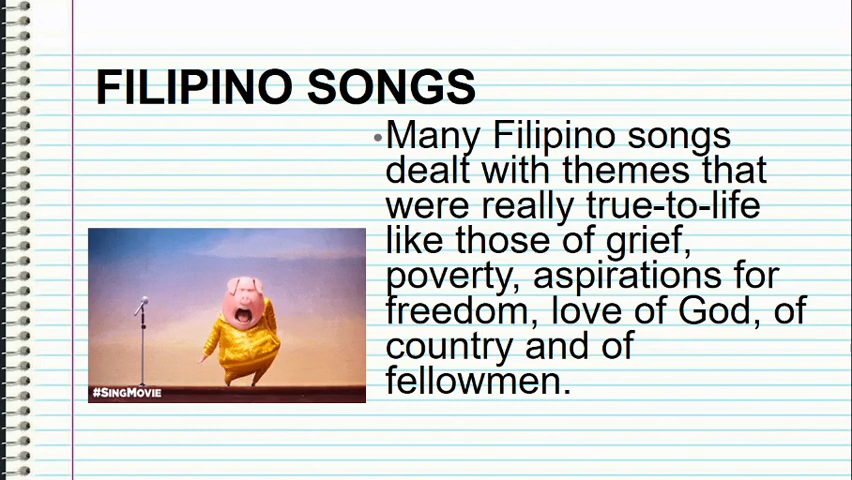 FILIPINO SONGS
•Many Filipino songs
dealt with themes that
were really true-to-life
like those of grief,
poverty, aspirations for
freedom, love of God, of
country and of
fellowmen.
#SINGMOVIE